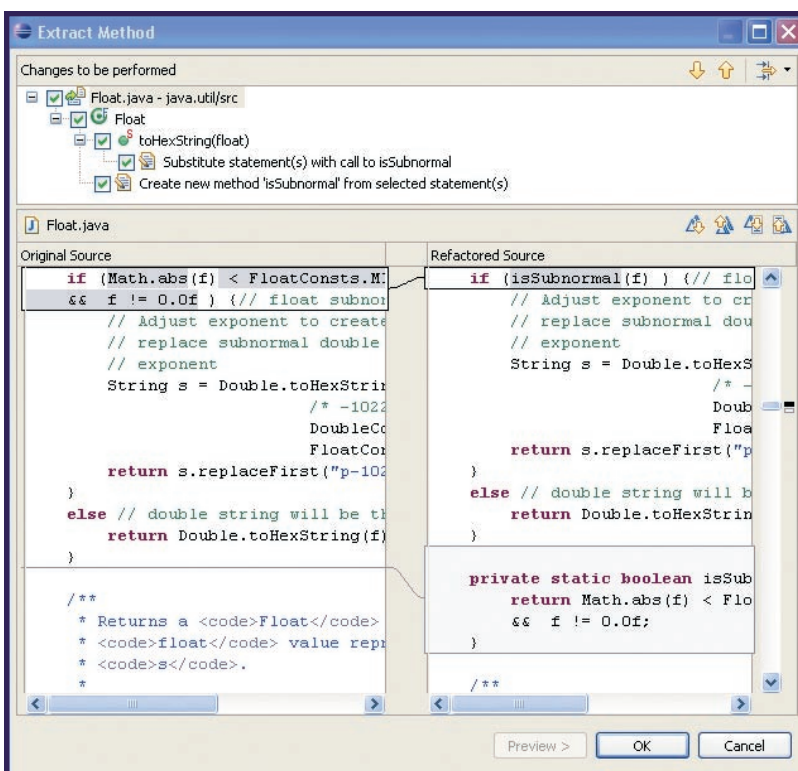 Extract Method
Changes to be performed
Float.java - java.util/src
Float
toHexString(float)
Substitute statement(s) with call to isSubnormal
Create new method 'isSubnormal' from selected statement(s)
Float.java
Original Source
if (Math.abs(f) < FloatConsts.MI
&& f != 0.0f ) {// float subnor
// Adjust exponent to create
// replace subnormal double
// exponent
String s = Double.toHexStrin
/* -1022
DoubleCo
FloatCon
return s.replaceFirst("p-102
}
else // double string will be th
return Double.toHexString(f)
}
/**
* Returns a <code>Float</code>
* <code>float</code> value repr
* <code>s</code>.
*
Refactored Source
if (isSubnormal(f) ) {// flo
// Adjust exponent to cr
// replace subnormal dou
// exponent
String s = Double.toHexS
/* -
Doub
Floa
return s.replaceFirst("p
}
else // double string will b
return Double.toHexStrin
}
private static boolean isSub
return Math.abs(f) < Flo
&& f != 0.0f;
}
/**
Preview >
OK
Cancel